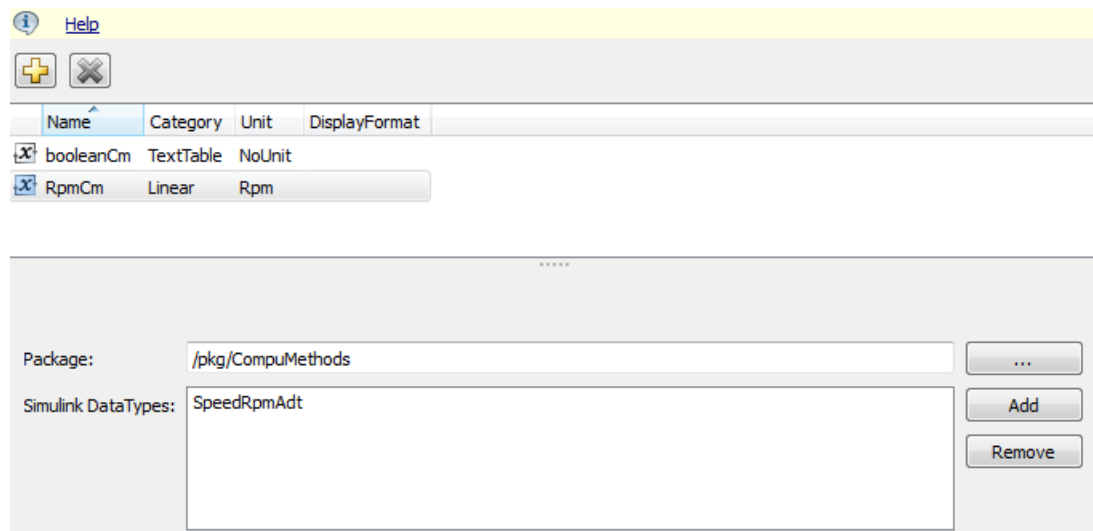 Help
Name Category Unit DisplayFormat
booleanCm TextTable NoUnit
RpmCm Linear Rpm
Package: /pkg/CompuMethods ...
Simulink DataTypes: SpeedRpmAdt Add
Remove